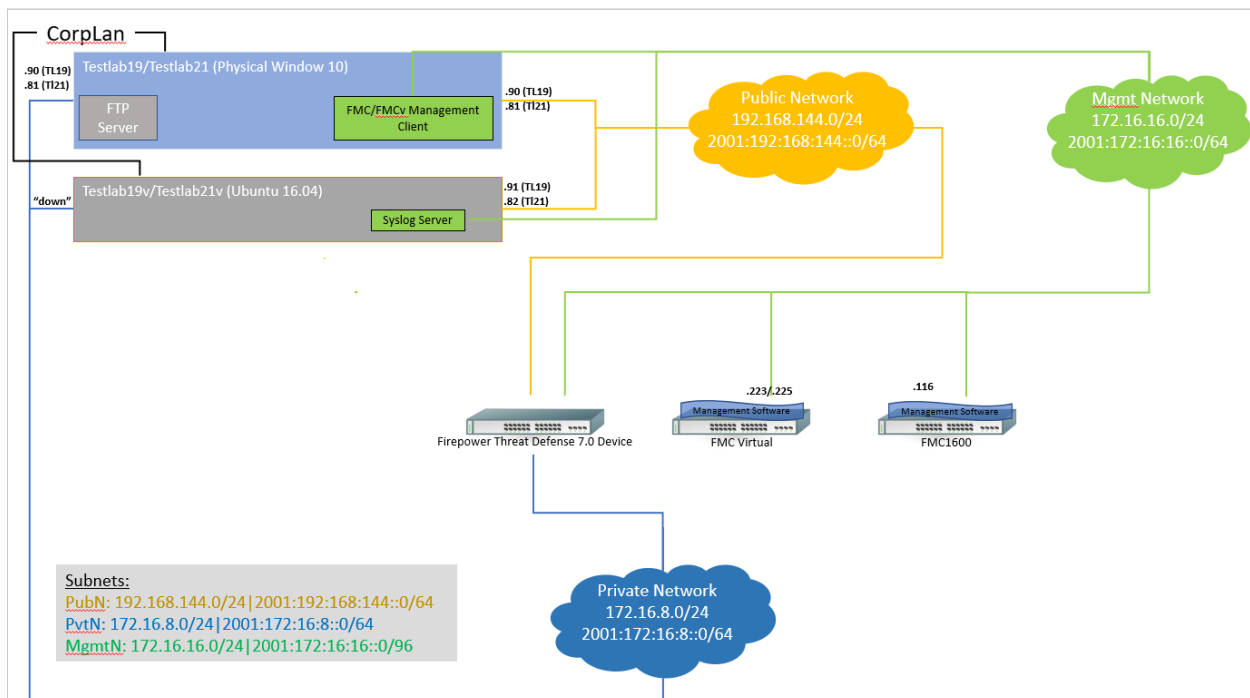 CorpLan
.90 (TL19)
.81 (Tl21)
Testlab19/Testlab21 (Physical Window 10)
FTP
Server
FMC/FMCv Management
Client
.90 (TL19)
.81 (Tl21)
Public Network
192.168.144.0/24
2001:192:168:144::0/64
Mgmt Network
172.16.16.0/24
2001:172:16:16::0/64
"down"
Testlab19v/Testlab21v (Ubuntu 16.04)
Syslog Server
.91 (TL19)
.82 (Tl21)
.223/.225
Management Software
FMC Virtual
.116
Management Software
FMC1600
Firepower Threat Defense 7.0 Device
Private Network
172.16.8.0/24
2001:172:16:8::0/64
Subnets:
PubN: 192.168.144.0/24|2001:192:168:144::0/64
PvtN: 172.16.8.0/24|2001:172:16:8::0/64
MgmtN: 172.16.16.0/24|2001:172:16:16::0/96